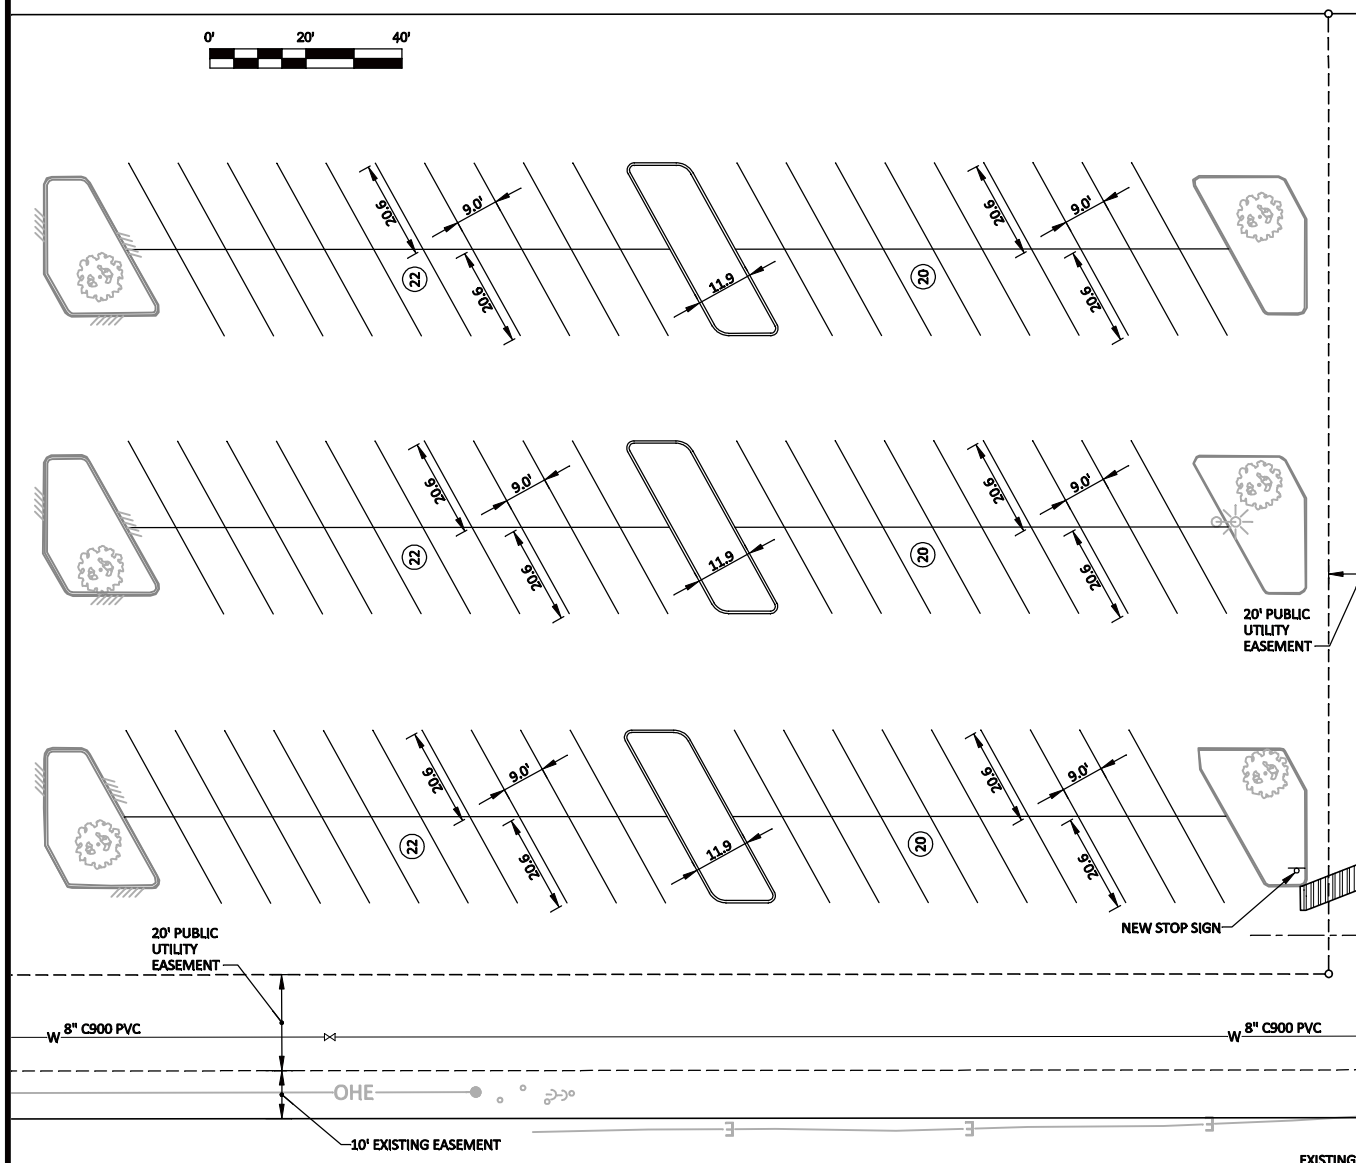 0' 20' 40'
20.6 9.0' 20.6 9.0'
22 20.6 11.9 20 20.6
20.6 9.0' 20.6 9.0'
22 20.6 11.9 20 20.6
20' PUBLIC
UTILITY
EASEMENT
20.6 9.0' 20.6 9.0'
22 20.6 11.9 20 20.6
NEW STOP SIGN
20' PUBLIC
UTILITY
EASEMENT
W 8" C900 PVC W 8" C900 PVC
OHE
E E E
10' EXISTING EASEMENT
EXISTING